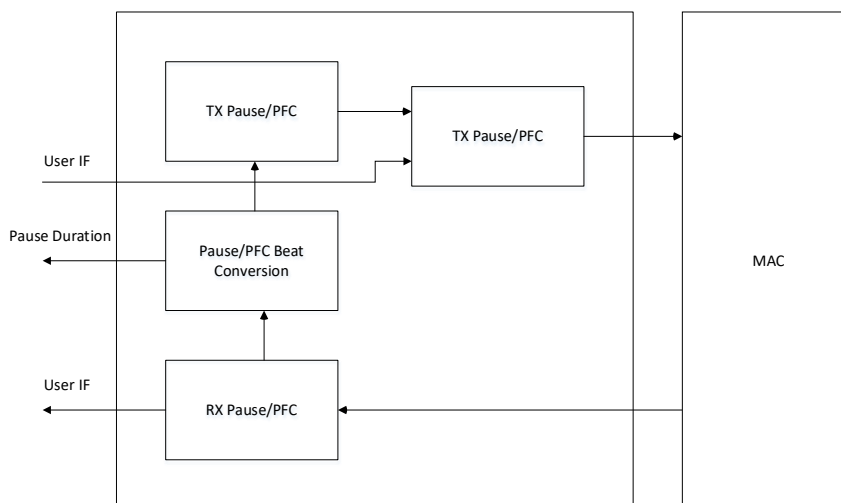 TX Pause/PFC
TX Pause/PFC
User IF
Pause Duration
Pause/PFC Beat
Conversion
MAC
User IF
RX Pause/PFC